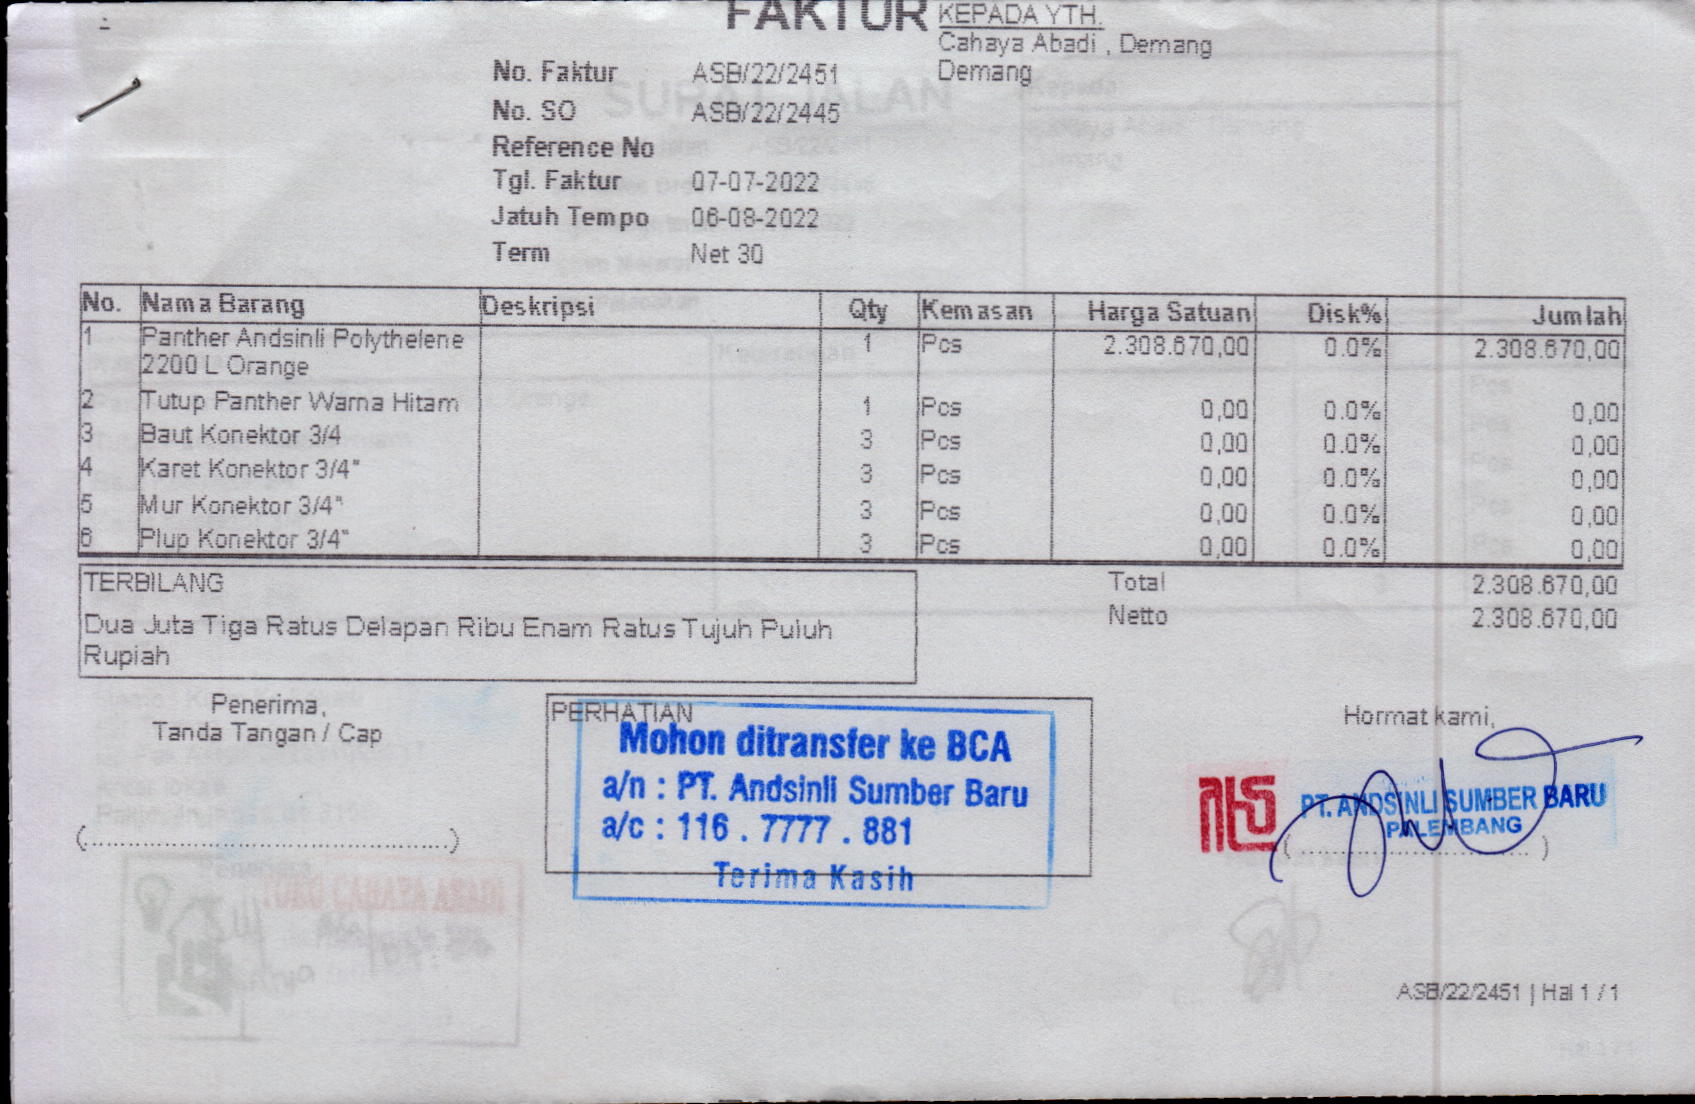 FAKTUR
KEPADA YTH.
Cahaya Abadi , Demang
Demang
No. Faktur ASB/22/2451
No. SO ASB/22/2445
Reference No
Tgl. Faktur 07-07-2022
Jatuh Tempo 06-08-2022
Term Net 30
No. Nama Barang Deskripsi Qty Kemasan Harga Satuan Disk% Jumlah
1 Panther Andsinli Polythelene 1 Pcs 2.308.670,00 0.0% 2.308.670,00
2200 L Orange
2 Tutup Panther Warna Hitam 1 Pcs 0,00 0.0% 0,00
3 Baut Konektor 3/4 3 Pcs 0,00 0.0% 0,00
4 Karet Konektor 3/4" 3 Pcs 0,00 0.0% 0,00
5 Mur Konektor 3/4" 3 Pcs 0,00 0.0% 0,00
6 Plup Konektor 3/4" 3 Pcs 0,00 0.0% 0,00
TERBILANG
Dua Juta Tiga Ratus Delapan Ribu Enam Ratus Tujuh Puluh
Rupiah
Total 2.308.670,00
Netto 2.308.670,00
Penerima,
Tanda Tangan / Cap
(..................................................)
PERHATIAN
Mohon ditransfer ke BCA
a/n : PT. Andsinli Sumber Baru
a/c : 116 . 7777 . 881
Terima Kasih
Hormat kami,
PT. ANDSINLI SUMBER BARU
PALEMBANG
(..................................)
SURAT JALAN
TOKO CAHAYA ABADI
ASB/22/2451 | Hal 1 / 1